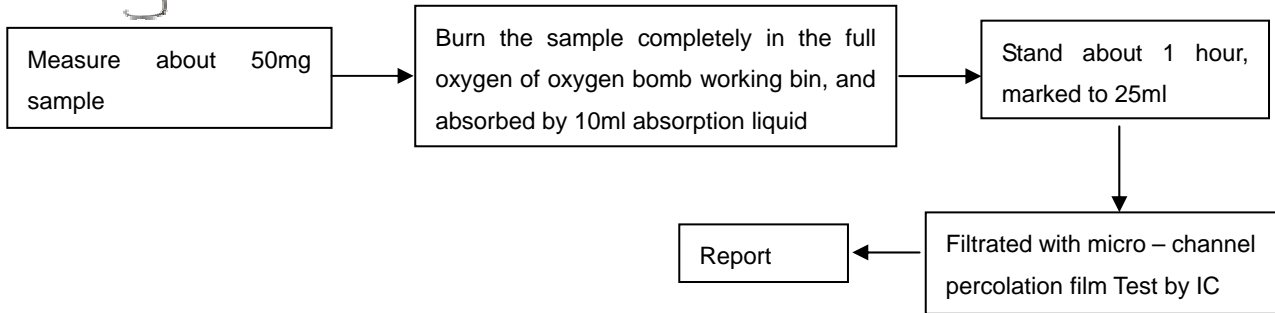 Measure about 50mg
sample
Burn the sample completely in the full
oxygen of oxygen bomb working bin, and
absorbed by 10ml absorption liquid
Stand about 1 hour,
marked to 25ml
Filtrated with micro – channel
percolation film Test by IC
Report